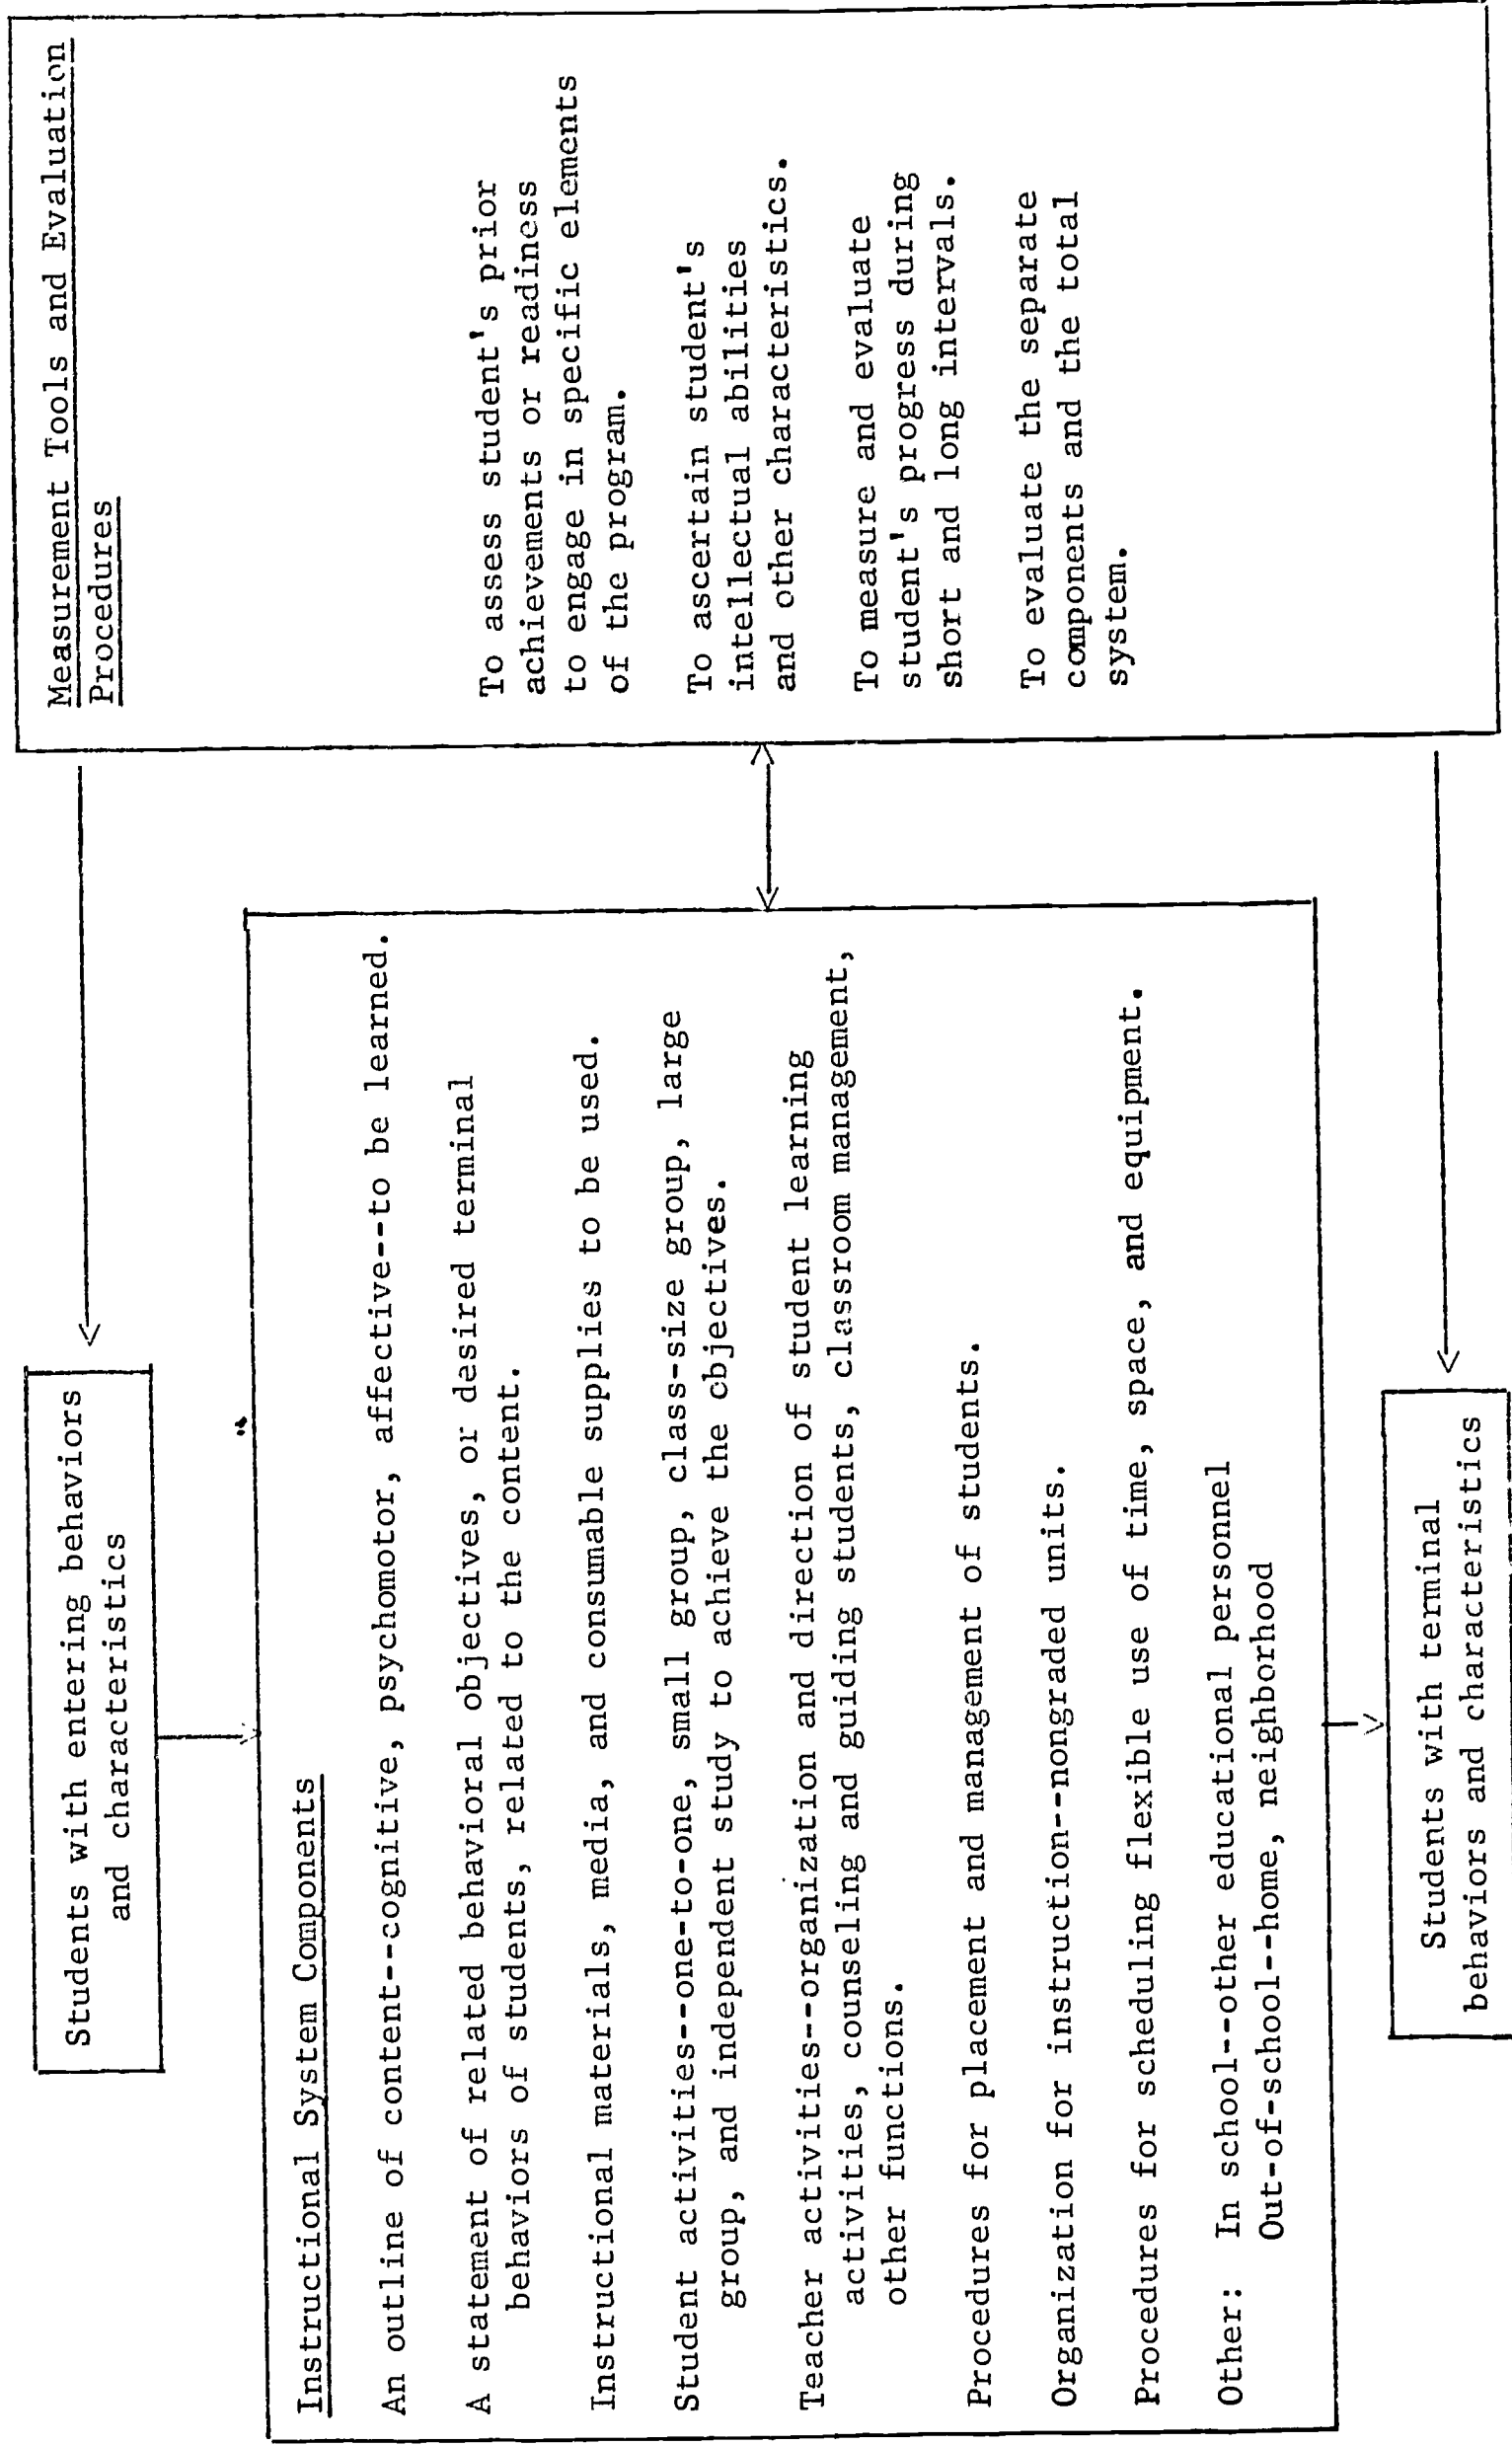 Students with entering behaviors
and characteristics
Instructional System Components
An outline of content--cognitive, psychomotor, affective--to be learned.
A statement of related behavioral objectives, or desired terminal
behaviors of students, related to the content.
Instructional materials, media, and consumable supplies to be used.
Student activities--one-to-one, small group, class-size group, large
group, and independent study to achieve the objectives.
Teacher activities--organization and direction of student learning
activities, counseling and guiding students, classroom management,
other functions.
Procedures for placement and management of students.
Organization for instruction--nongraded units.
Procedures for scheduling flexible use of time, space, and equipment.
Other: In school--other educational personnel
Out-of-school--home, neighborhood
Students with terminal
behaviors and characteristics
Measurement Tools and Evaluation
Procedures
To assess student's prior
achievements or readiness
to engage in specific elements
of the program.
To ascertain student's
intellectual abilities
and other characteristics.
To measure and evaluate
student's progress during
short and long intervals.
To evaluate the separate
components and the total
system.